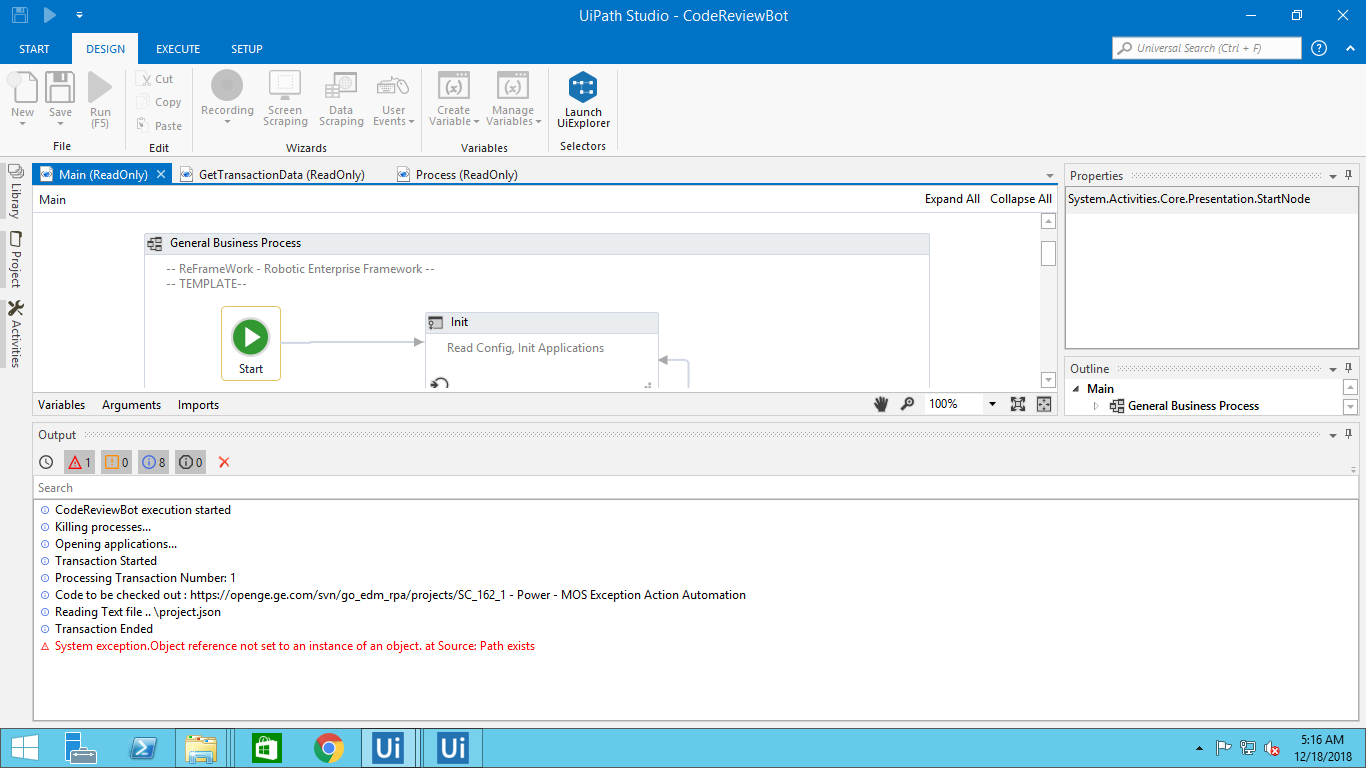 UiPath Studio - CodeReviewBot
START DESIGN EXECUTE SETUP
Universal Search (Ctrl + F)
New Save Run (F5)
Cut
Copy
Paste
Recording Screen Scraping Data Scraping User Events
Create Variable Manage Variables
Launch UiExplorer
File Edit Wizards Variables Selectors
Library
Project
Activities
Main (ReadOnly) GetTransactionData (ReadOnly) Process (ReadOnly)
Main Expand All Collapse All
General Business Process
-- ReFrameWork - Robotic Enterprise Framework --
-- TEMPLATE--
Start
Init
Read Config, Init Applications
Variables Arguments Imports 100%
Properties
System.Activities.Core.Presentation.StartNode
Outline
Main
General Business Process
Output
1 0 8 0
Search
CodeReviewBot execution started
Killing processes...
Opening applications...
Transaction Started
Processing Transaction Number: 1
Code to be checked out : https://openge.ge.com/svn/go_edm_rpa/projects/SC_162_1 - Power - MOS Exception Action Automation
Reading Text file .. \project.json
Transaction Ended
System exception.Object reference not set to an instance of an object. at Source: Path exists
Ui Ui
5:16 AM
12/18/2018